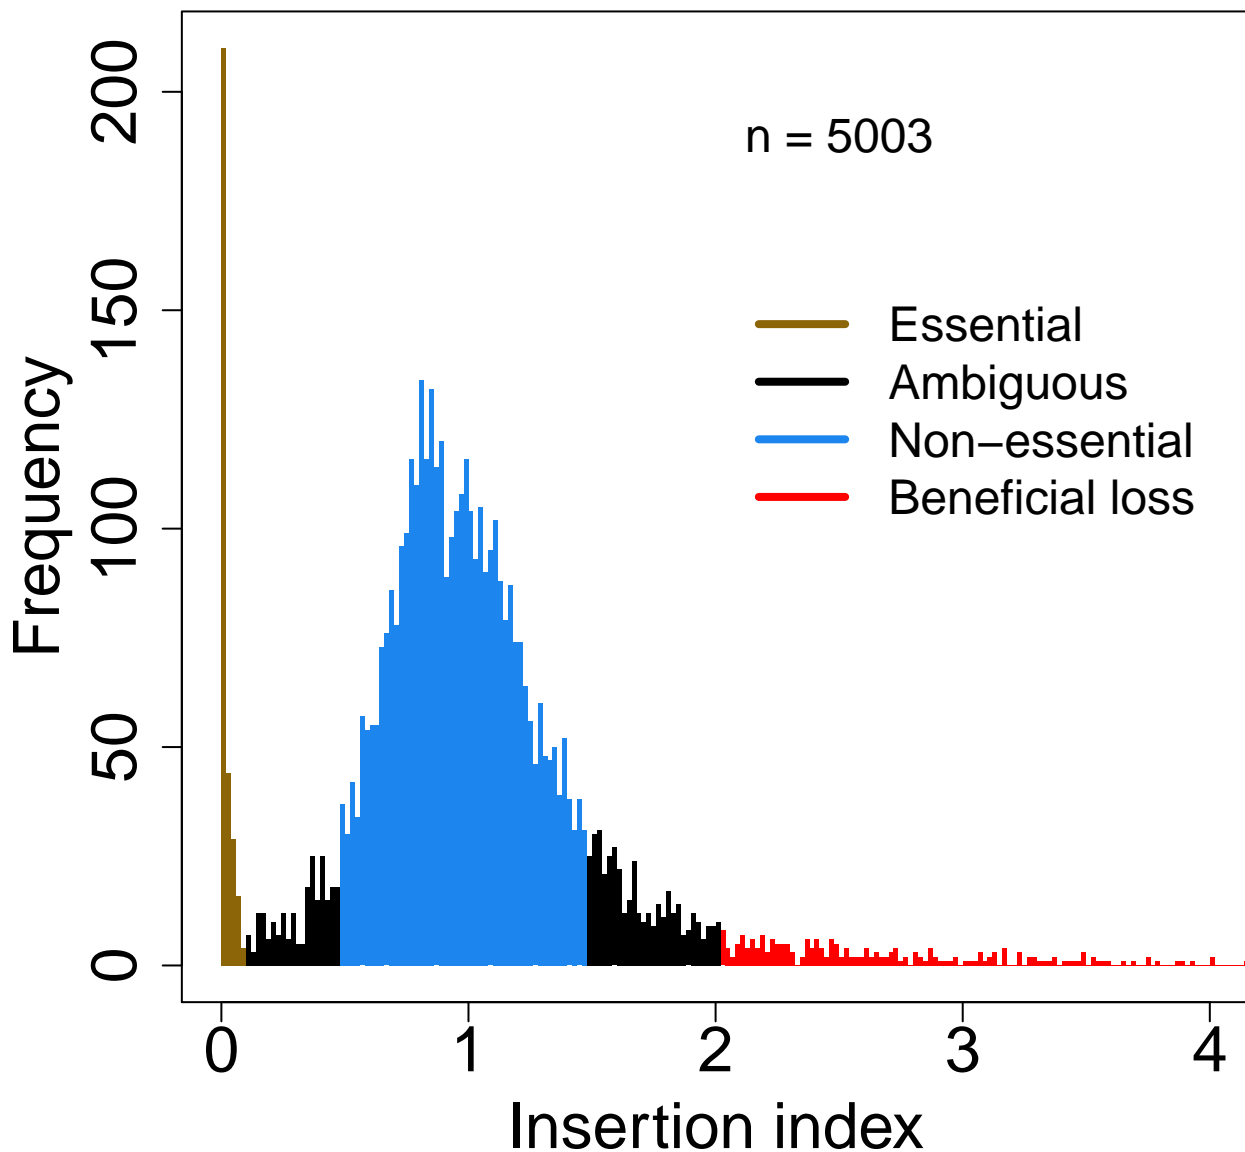 200
150
100
50
0
Frequency
n = 5003
Essential
Ambiguous
Non−essential
Beneficial loss
0 1 2 3 4
Insertion index